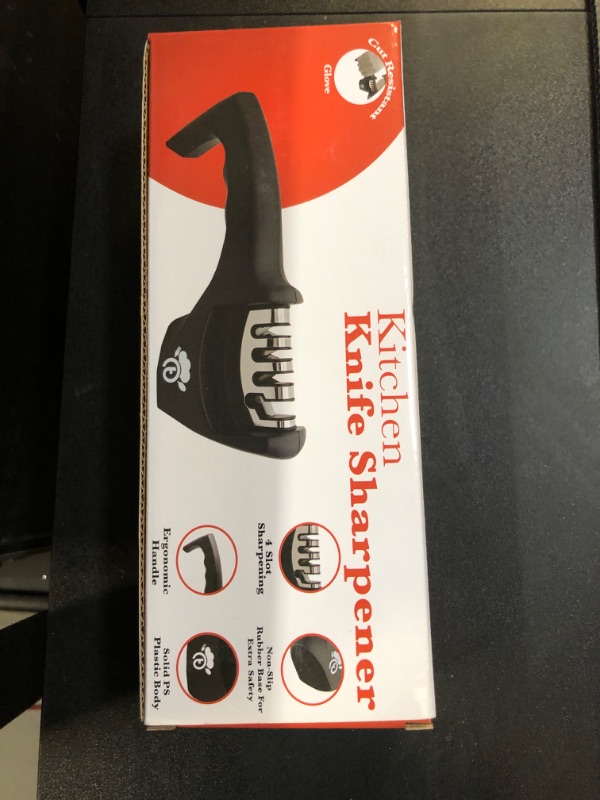 Cut Resistant
Glove
Kitchen
Knife Sharpener
4 Slot
Sharpening
Non-Slip
Rubber Base For
Extra Safety
Ergonomic
Handle
Solid PS
Plastic Body